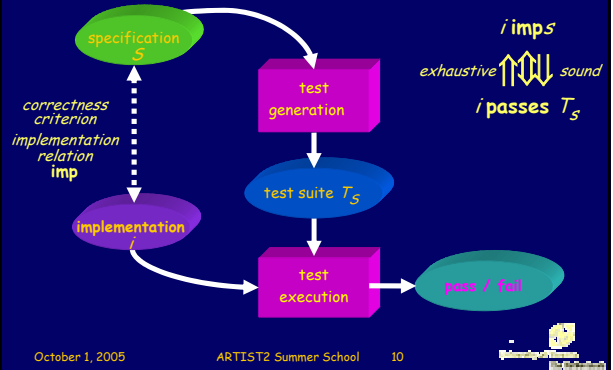 specification
S
i imps
exhaustive
sound
i passes TS
correctness
criterion
implementation
relation
imp
test
generation
test suite TS
implementation
i
test
execution
pass / fail
October 1, 2005
ARTIST2 Summer School
10